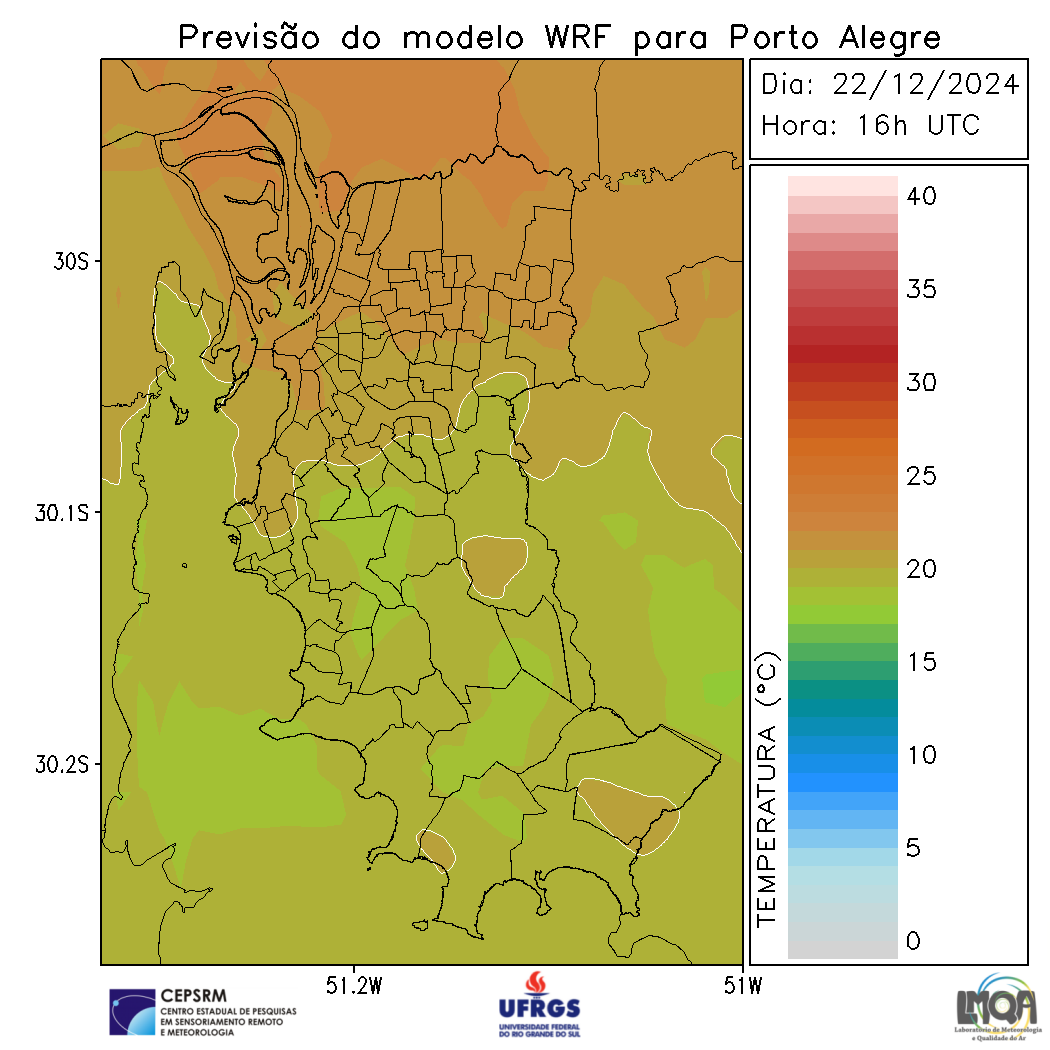 Previsão do modelo WRF para Porto Alegre
Dia: 22/12/2024
Hora: 16h UTC
40
35
30
25
20
15
10
5
0
TEMPERATURA (°C)
30S
30.1S
30.2S
51.2W
51W
CEPSRM
CENTRO ESTADUAL DE PESQUISAS
EM SENSORIAMENTO REMOTO
E METEOROLOGIA
UFRGS
UNIVERSIDADE FEDERAL
DO RIO GRANDE DO SUL
LMQA
Laboratório de Meteorologia
e Qualidade do Ar